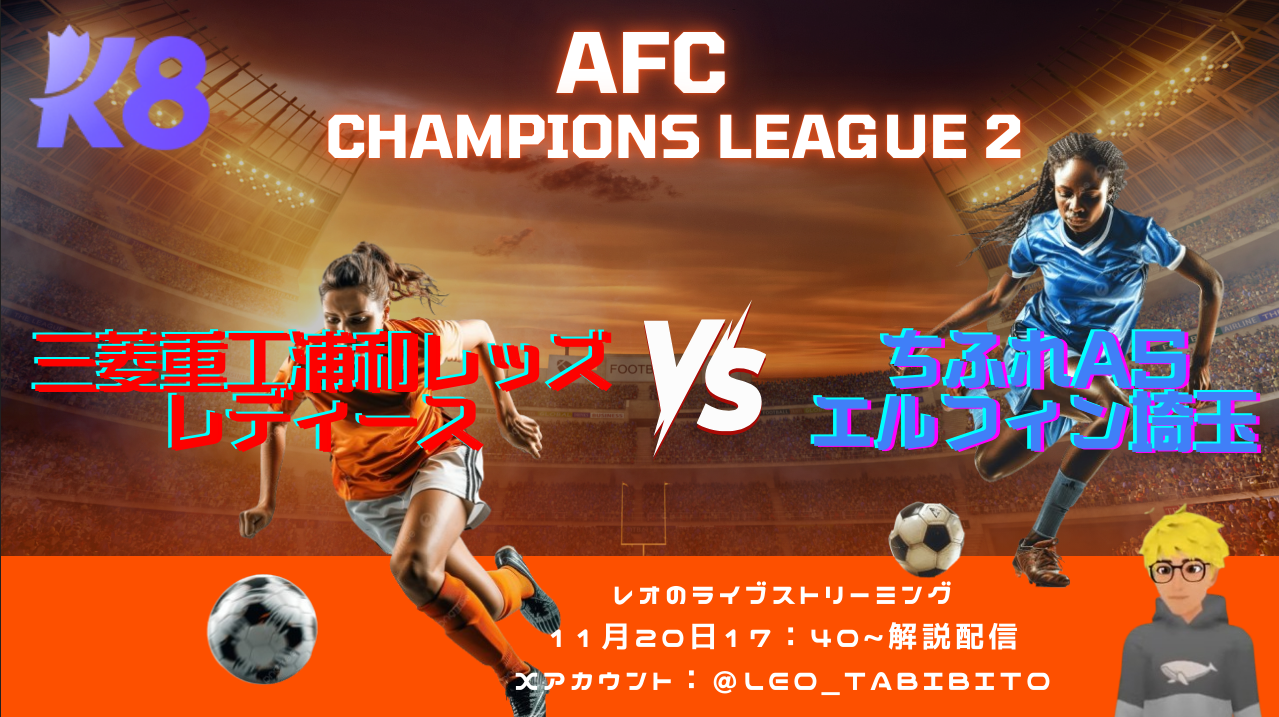 K8
AFC
CHAMPIONS LEAGUE 2
三菱重工浦和レッズ
レディース
VS
ちふれAS
エルフィン埼玉
FOOTB
レオのライブストリーミング
11月20日17：40~解説配信
Xアカウント：@LEO_TABIBITO